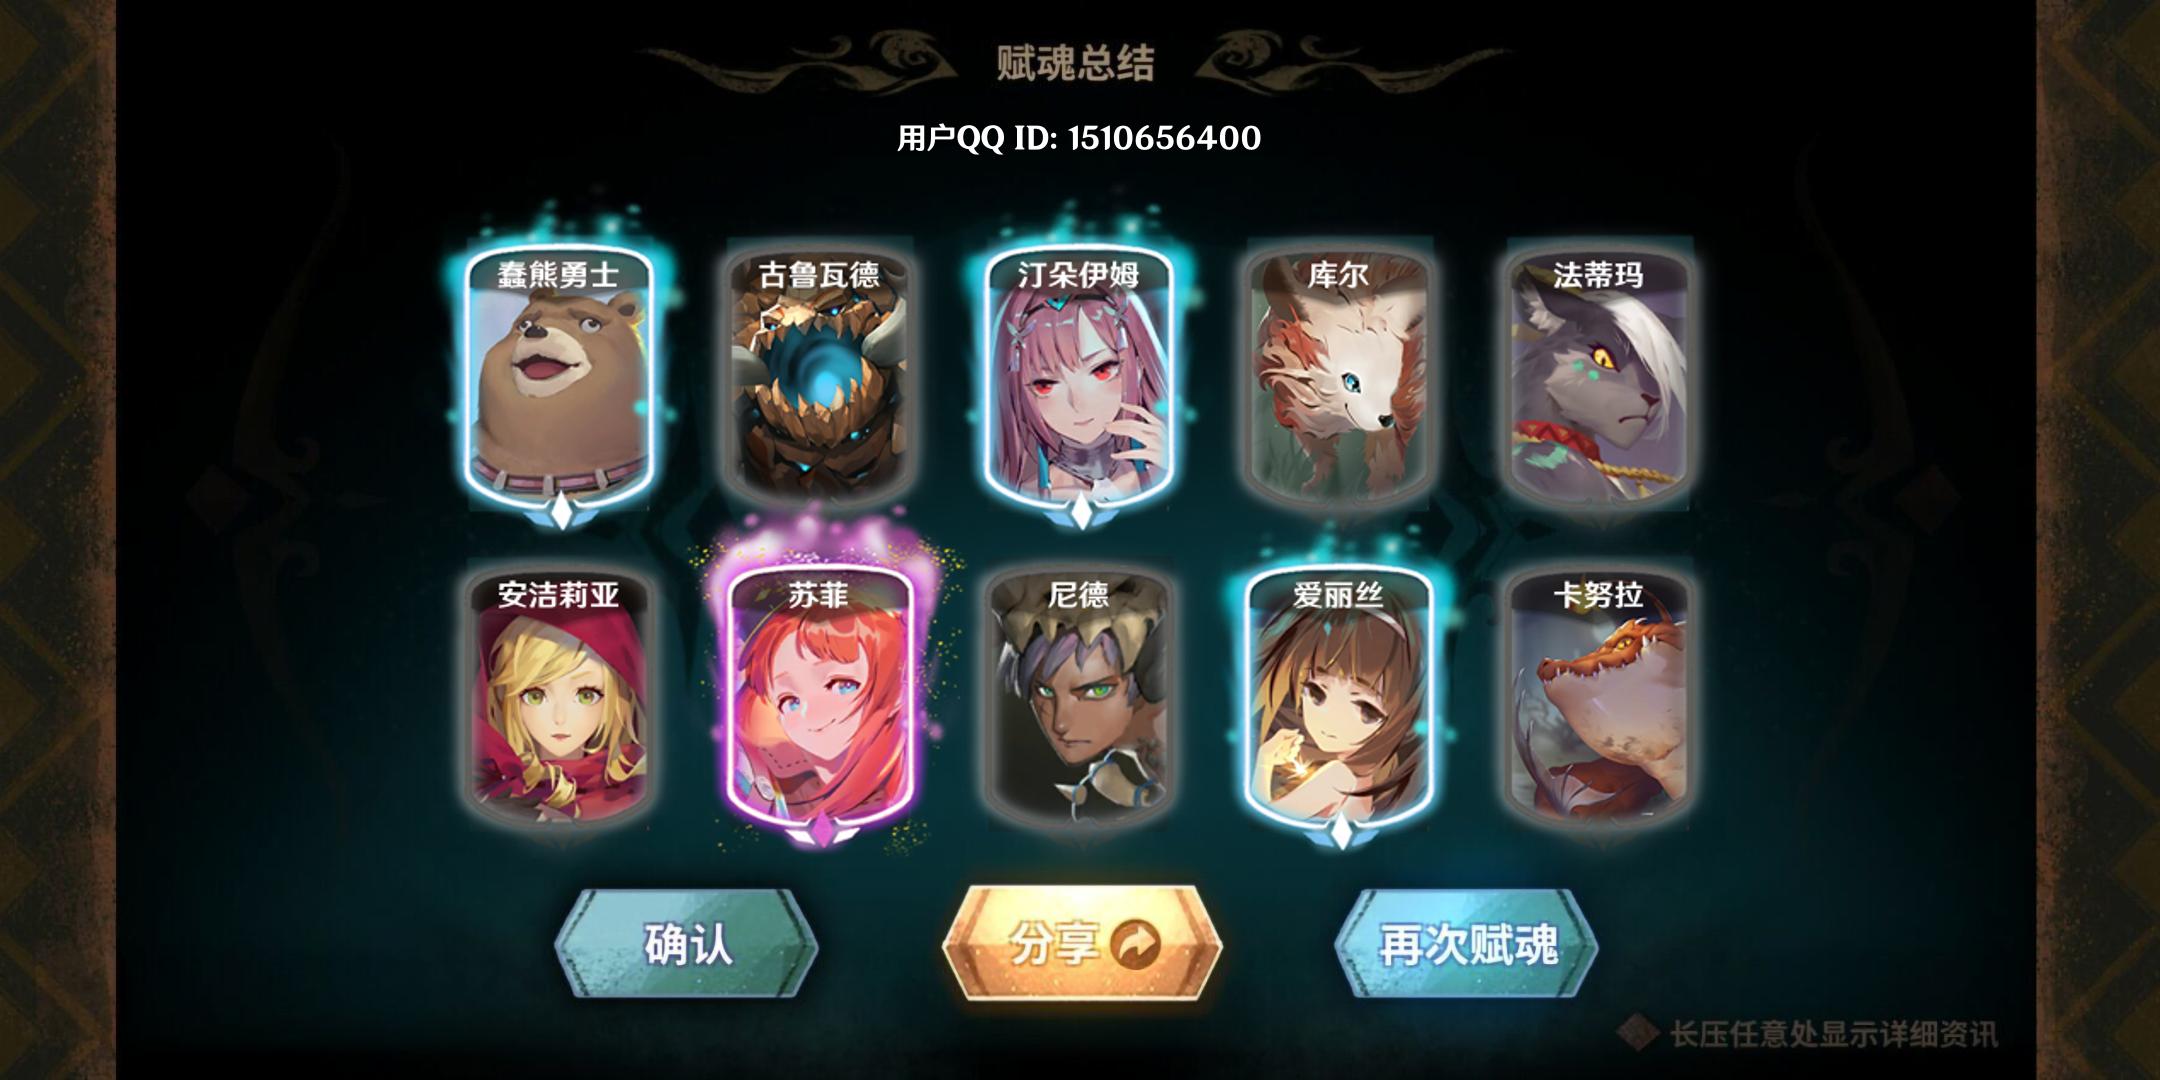 赋魂总结
用户QQ ID: 1510656400
蠢熊勇士
古鲁瓦德
汀朵伊姆
库尔
法蒂玛
安洁莉亚
苏菲
尼德
爱丽丝
卡努拉
确认
分享
再次赋魂
长压任意处显示详细资讯